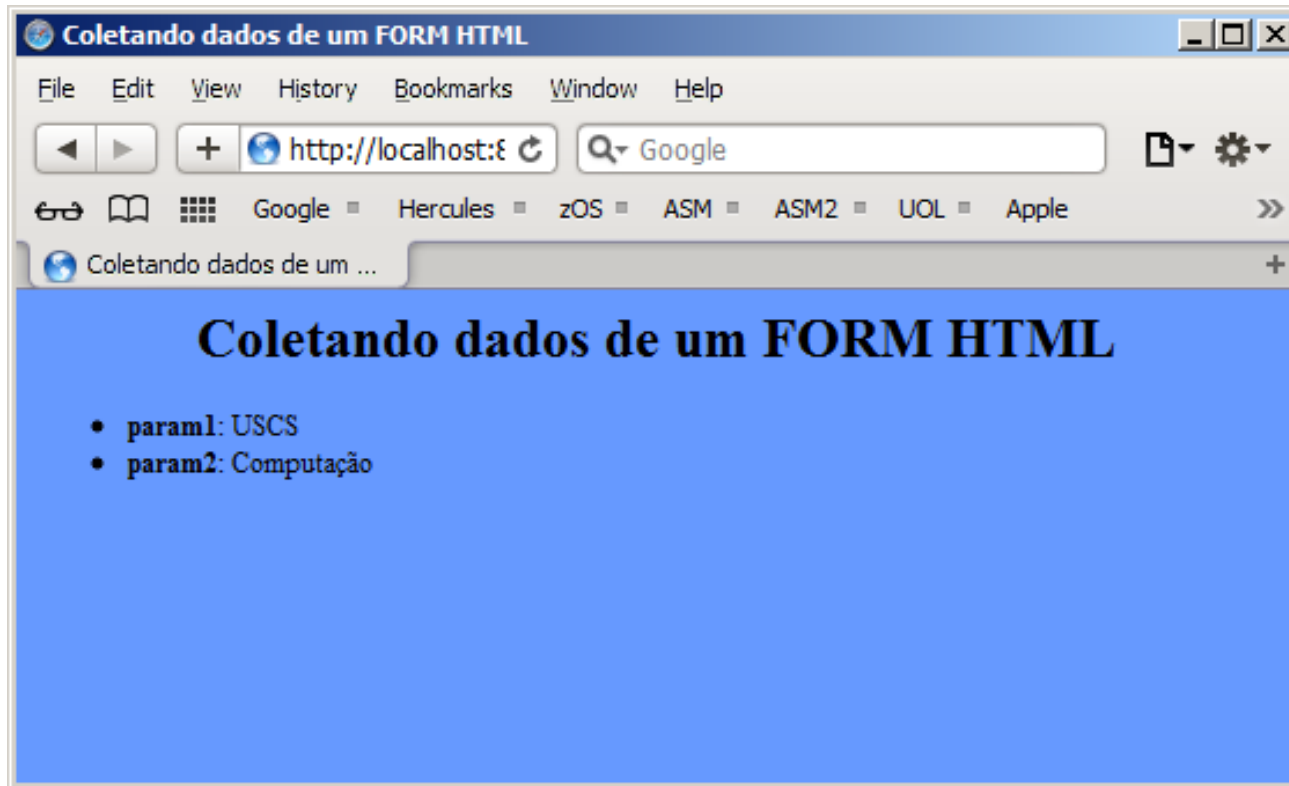 Coletando dados de um FORM HTML
File Edit View History Bookmarks Window Help
http://localhost:8 Google
Google Hercules zOS ASM ASM2 UOL Apple
Coletando dados de um ...
Coletando dados de um FORM HTML
param1: USCS
param2: Computação